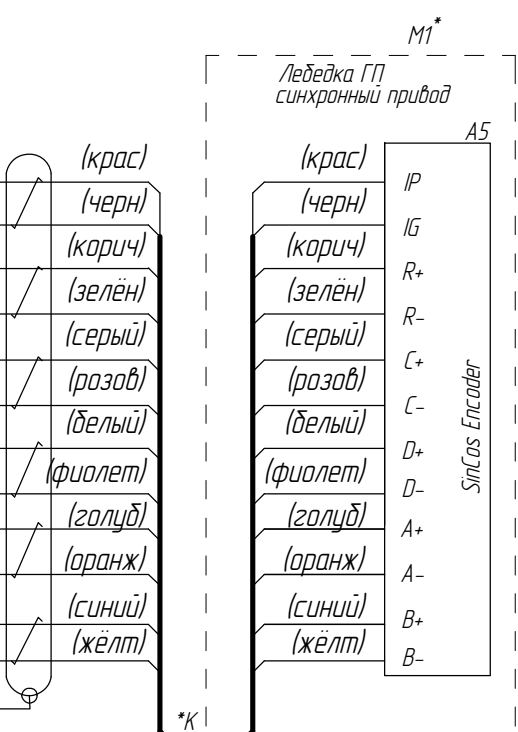 M1*
Лебедка ГП
синхронный привод
A5
(крас)
(крас)
IP
(черн)
(черн)
IG
(корич)
(корич)
R+
(зелён)
(зелён)
R-
(серый)
(серый)
C+
(розов)
(розов)
C-
(белый)
(белый)
D+
(фиолет)
(фиолет)
D-
(голуб)
(голуб)
A+
(оранж)
(оранж)
A-
(синий)
(синий)
B+
(жёлт)
(жёлт)
B-
SinCos Encoder
*K